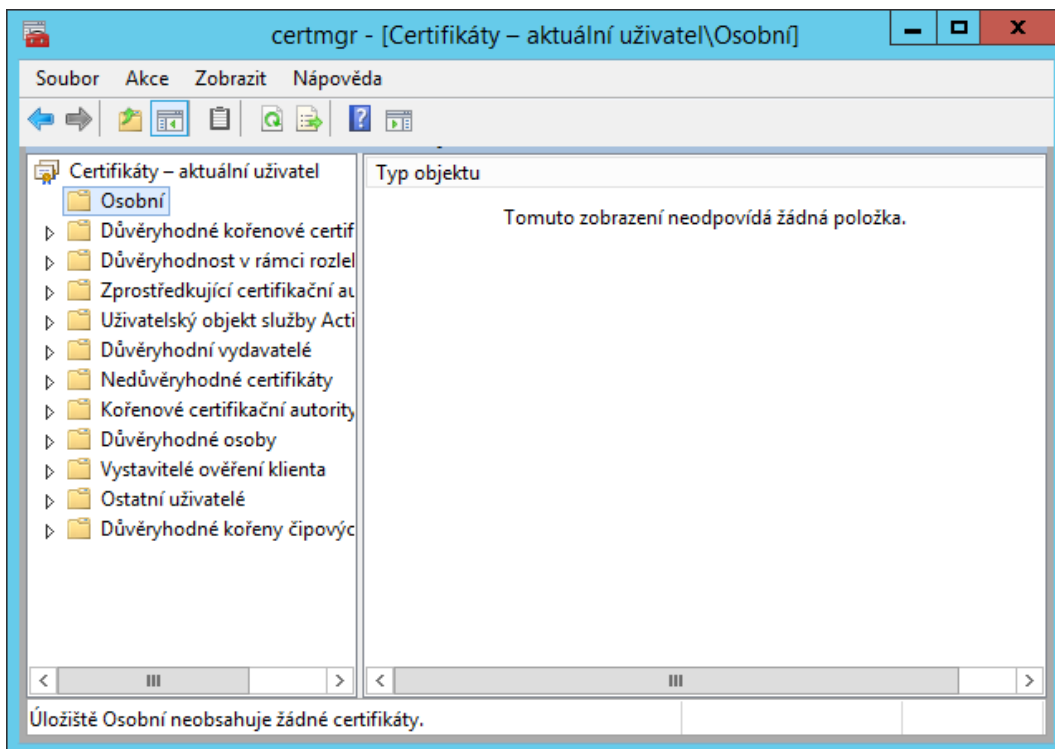 certmgr - [Certifikáty – aktuální uživatel\Osobní]
Soubor Akce Zobrazit Nápověda
Certifikáty – aktuální uživatel
Osobní
Důvěryhodné kořenové certif
Důvěryhodnost v rámci rozlel
Zprostředkující certifikační au
Uživatelský objekt služby Acti
Důvěryhodní vydavatelé
Nedůvěryhodné certifikáty
Kořenové certifikační autority
Důvěryhodné osoby
Vystavitelé ověření klienta
Ostatní uživatelé
Důvěryhodné kořeny čipovýc
Typ objektu
Tomuto zobrazení neodpovídá žádná položka.
Úložiště Osobní neobsahuje žádné certifikáty.